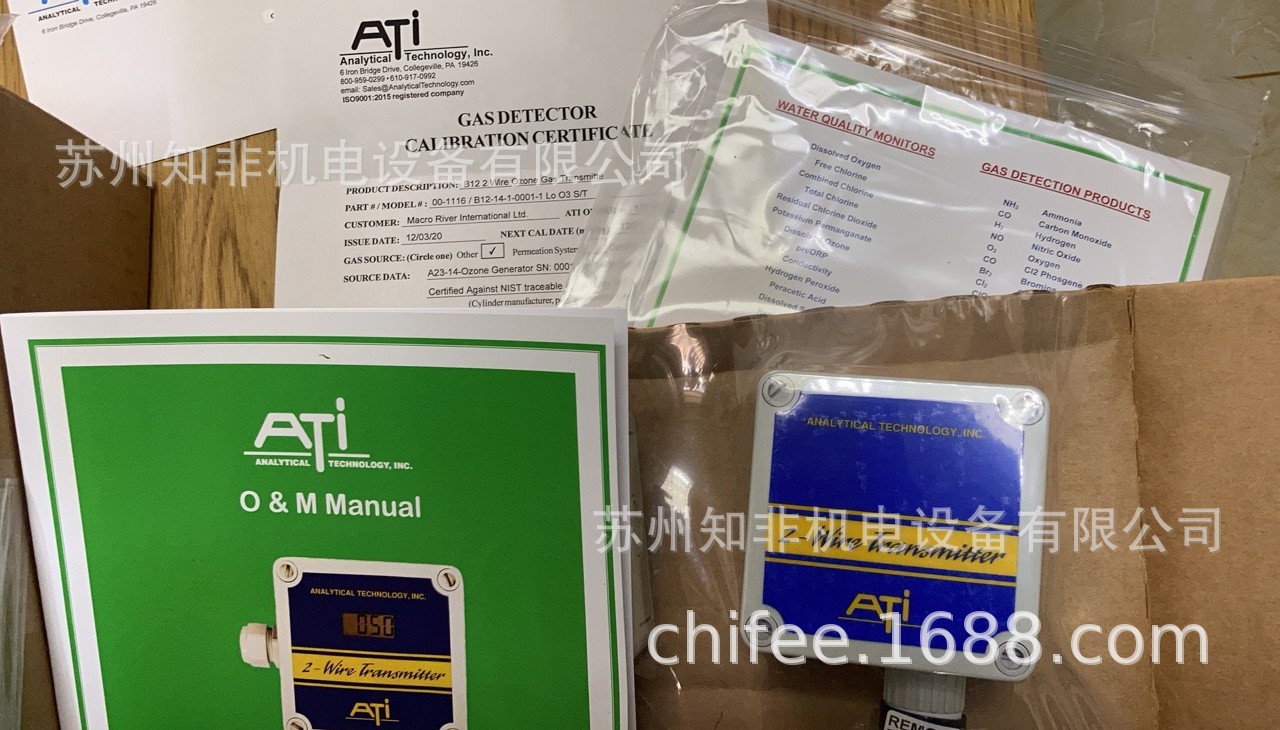 ANALYTICAL
6 Iron Bridge Drive, Collegeville, PA 19426
ATi
Analytical Technology, Inc.
6 Iron Bridge Drive, Collegeville, PA 19426
800-959-0299 • 610-917-0992
email: Sales@AnalyticalTechnology.com
ISO9001:2015 registered company
GAS DETECTOR
CALIBRATION CERTIFICATE
PRODUCT DESCRIPTION: B12 2 Wire Ozone Gas Transmitte
PART # / MODEL # : 00-1116 / B12-14-1-0001-1 Lo O3 S/T
CUSTOMER: Macro River International Ltd. ATI
ISSUE DATE: 12/03/20 NEXT CAL DATE
GAS SOURCE: (Circle one) Other ✓ Permeation System
SOURCE DATA: A23-14-Ozone Generator SN:
Certified Against NIST traceable
(Cylinder manufacturer,
WATER QUALITY MONITORS
Dissolved Oxygen
Free Chlorine
Combined Chlorine
Total Chlorine
Residual Chlorine Dioxide
Potassium Permanganate
Dissolved Ozone
Conductivity
Hydrogen Peroxide
Peracetic Acid
Dissolved
GAS DETECTION PRODUCTS
NH₃ Ammonia
CO Carbon Monoxide
H₂ Hydrogen
NO Nitric Oxide
O₂ Oxygen
CO Cl2 Phosgene
Br₂ Bromine
Cl₂
苏州知非机电设备有限公司
ATi
ANALYTICAL TECHNOLOGY, INC.
O & M Manual
ANALYTICAL TECHNOLOGY, INC.
050
2-Wire Transmitter
ATi
ANALYTICAL TECHNOLOGY, INC.
2-Wire Transmitter
ATi
苏州知非机电设备有限公司
chifee.1688.com